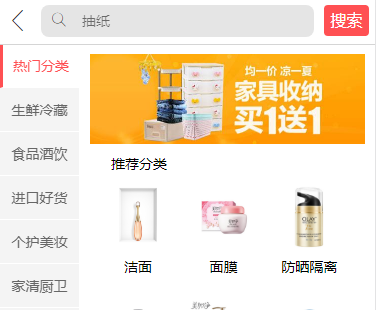 抽纸
搜索
热门分类
生鲜冷藏
食品酒饮
进口好货
个护美妆
家清厨卫
均一价 凉一夏
家具收纳
买1送1
推荐分类
洁面
面膜
防晒隔离
OLAY